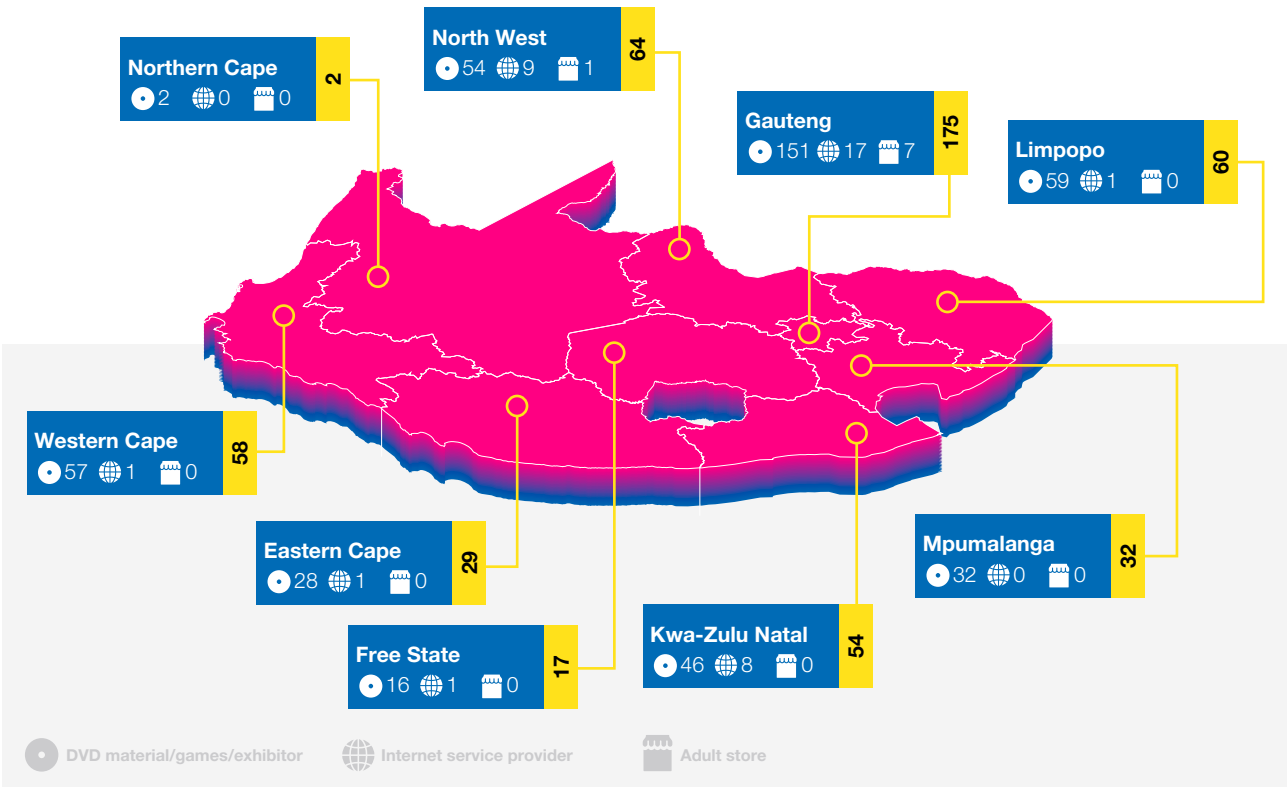 North West
54 9 1
64
Northern Cape
2 0 0
2
Gauteng
151 17 7
175
Limpopo
59 1 0
60
Western Cape
57 1 0
58
Eastern Cape
28 1 0
29
Mpumalanga
32 0 0
32
Free State
16 1 0
17
Kwa-Zulu Natal
46 8 0
54
DVD material/games/exhibitor
Internet service provider
Adult store